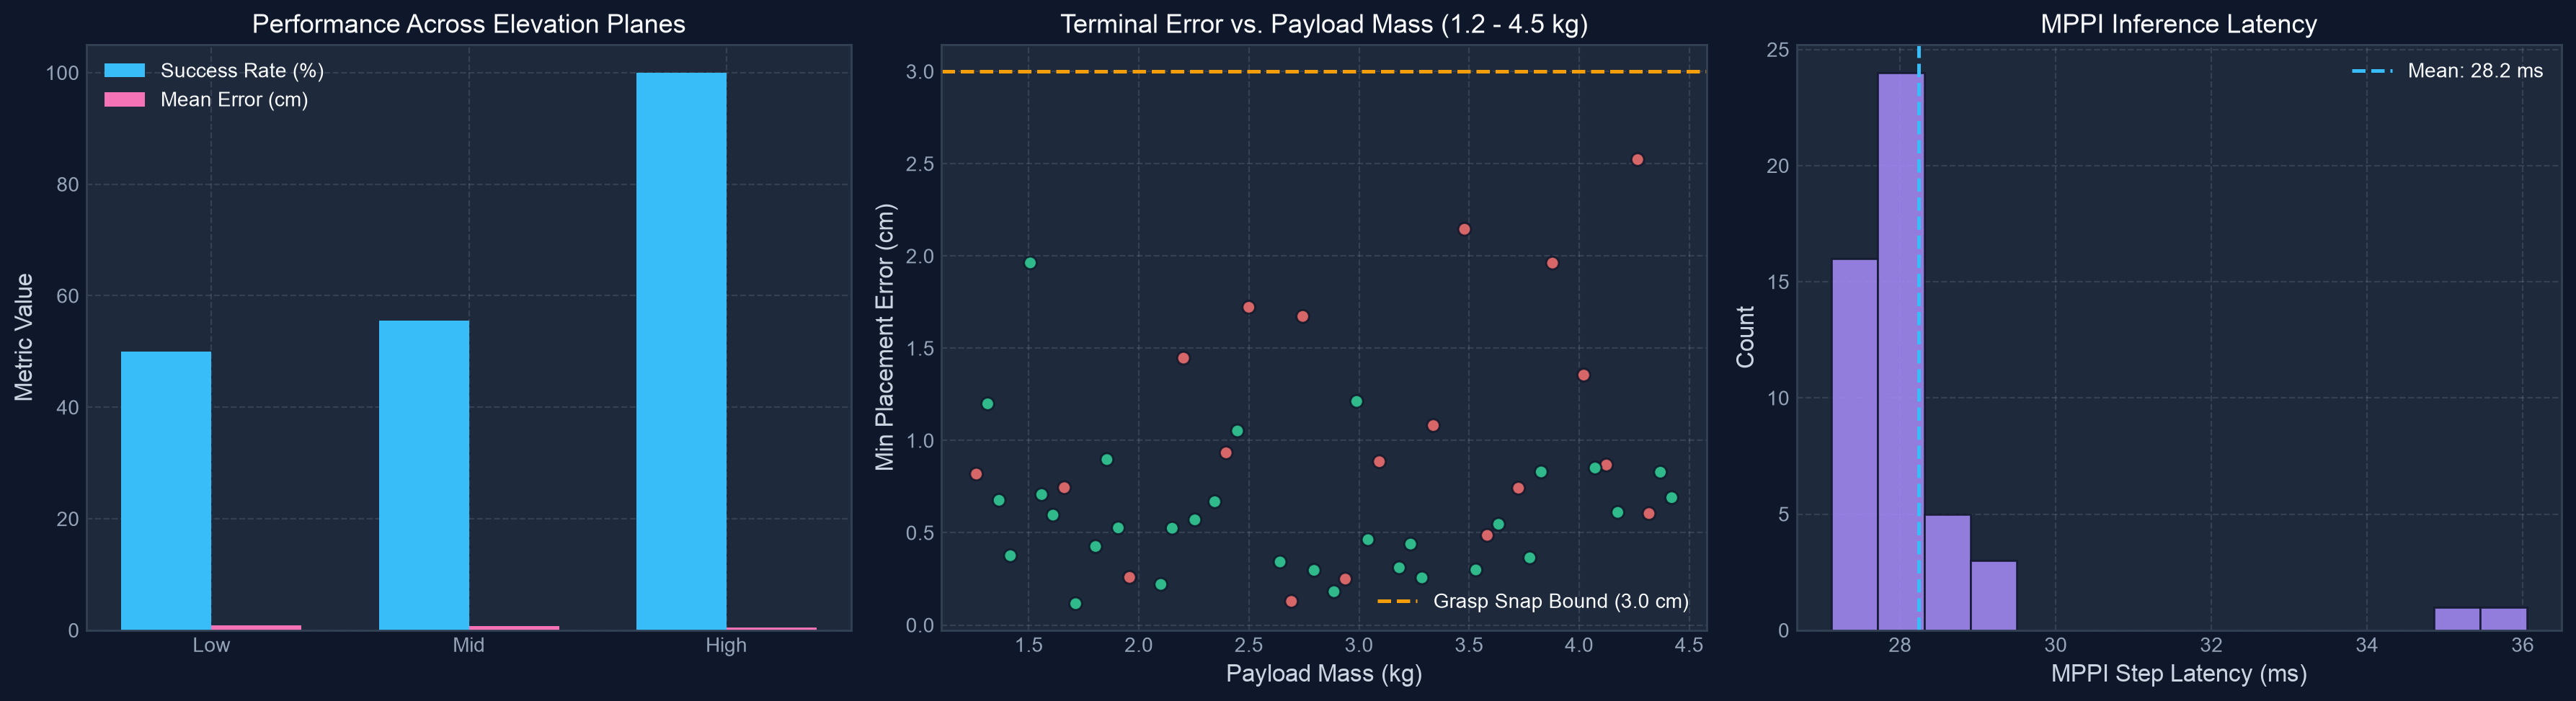 Performance Across Elevation Planes
Success Rate (%)
Mean Error (cm)
Metric Value
100
80
60
40
20
0
Low
Mid
High
Terminal Error vs. Payload Mass (1.2 - 4.5 kg)
Min Placement Error (cm)
3.0
2.5
2.0
1.5
1.0
0.5
0.0
Grasp Snap Bound (3.0 cm)
1.5
2.0
2.5
3.0
3.5
4.0
4.5
Payload Mass (kg)
MPPI Inference Latency
Mean: 28.2 ms
Count
25
20
15
10
5
0
28
30
32
34
36
MPPI Step Latency (ms)